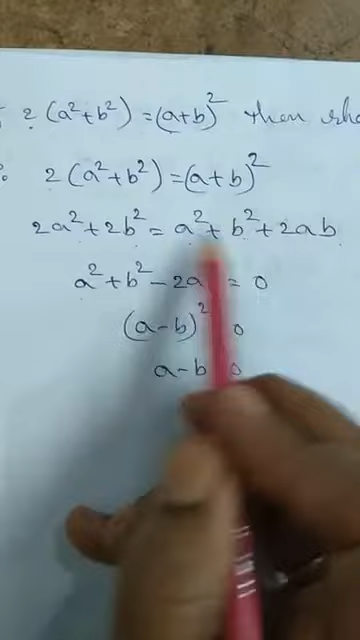 2(a²+b²)=(a+b)² then
2(a²+b²)=(a+b)²
2a²+2b²=a²+b²+2ab
a²+b²-2a = 0
(a-b)² 0
a-b 0